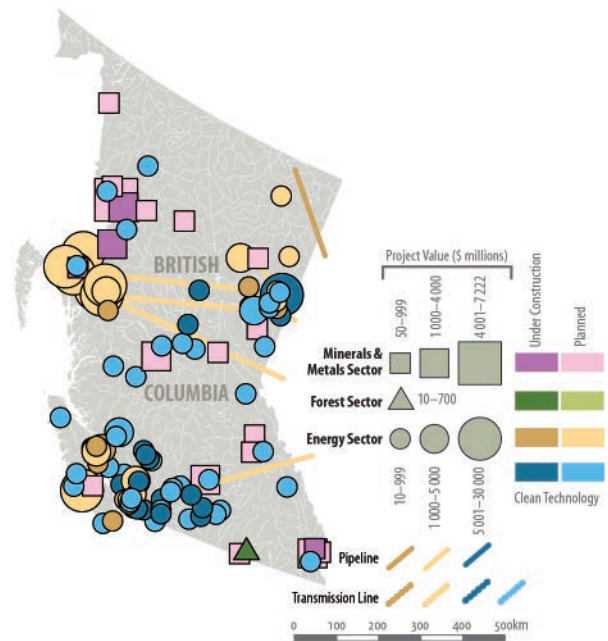 BRITISH
COLUMBIA
Project Value ($ millions)
50–999
1 000–4 000
4 001–7 222
Under Construction
Planned
Minerals &
Metals Sector
Forest Sector
10–700
Energy Sector
10–999
1 000–5 000
5 001–30 000
Clean Technology
Pipeline
Transmission Line
0 100 200 300 400 500km